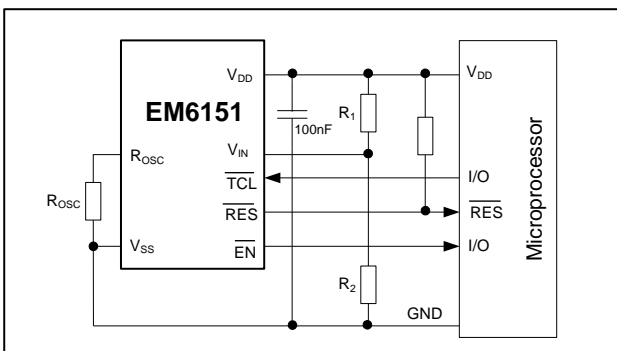 V_DD
V_DD
EM6151
R_1
100nF
V_IN
R_OSC
TCL
I/O
R_OSC
RES
RES
V_SS
EN
I/O
R_2
GND
Microprocessor